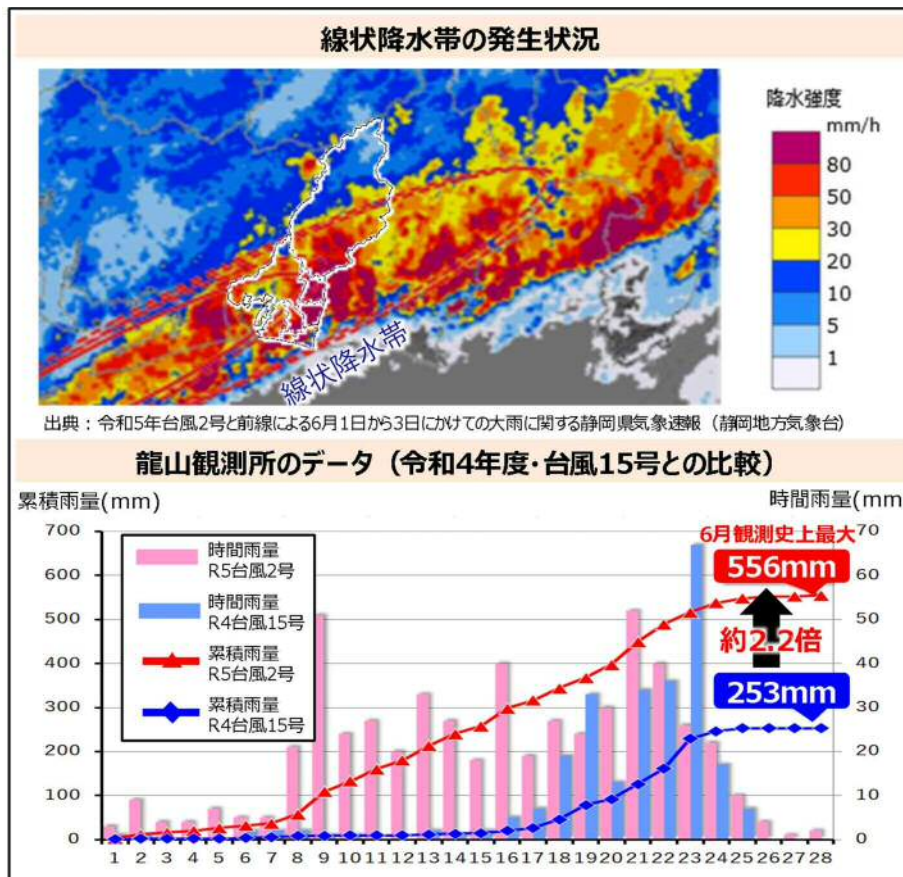 線状降水帯の発生状況
降水強度
mm/h
80
50
30
20
10
5
1
線状降水帯
出典：令和5年台風2号と前線による6月1日から3日にかけての大雨に関する静岡県気象速報（静岡地方気象台）
龍山観測所のデータ（令和4年度・台風15号との比較）
累積雨量(mm)
時間雨量(mm)
700
600
500
400
300
200
100
0
時間雨量
R5台風2号
時間雨量
R4台風15号
累積雨量
R5台風2号
累積雨量
R4台風15号
6月観測史上最大
556mm
約2.2倍
253mm
70
60
50
40
30
20
10
0
1 2 3 4 5 6 7 8 9 10 11 12 13 14 15 16 17 18 19 20 21 22 23 24 25 26 27 28